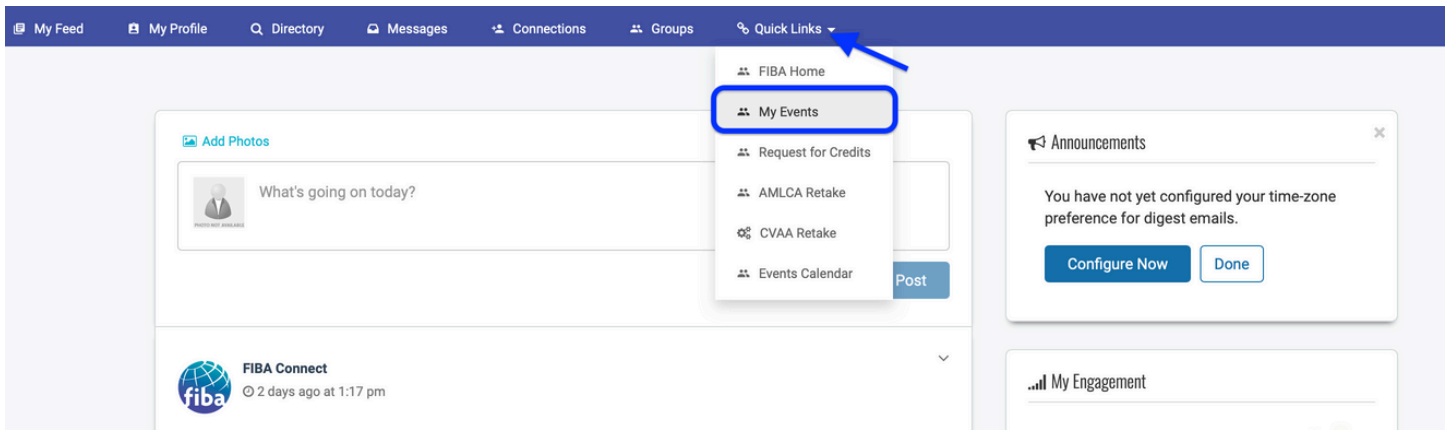 My Feed
My Profile
Directory
Messages
Connections
Groups
Quick Links
FIBA Home
My Events
Request for Credits
AMLCA Retake
CVAA Retake
Events Calendar
Add Photos
What's going on today?
PHOTO NOT AVAILABLE
Post
fiba
FIBA Connect
2 days ago at 1:17 pm
Announcements
You have not yet configured your time-zone
preference for digest emails.
Configure Now
Done
My Engagement